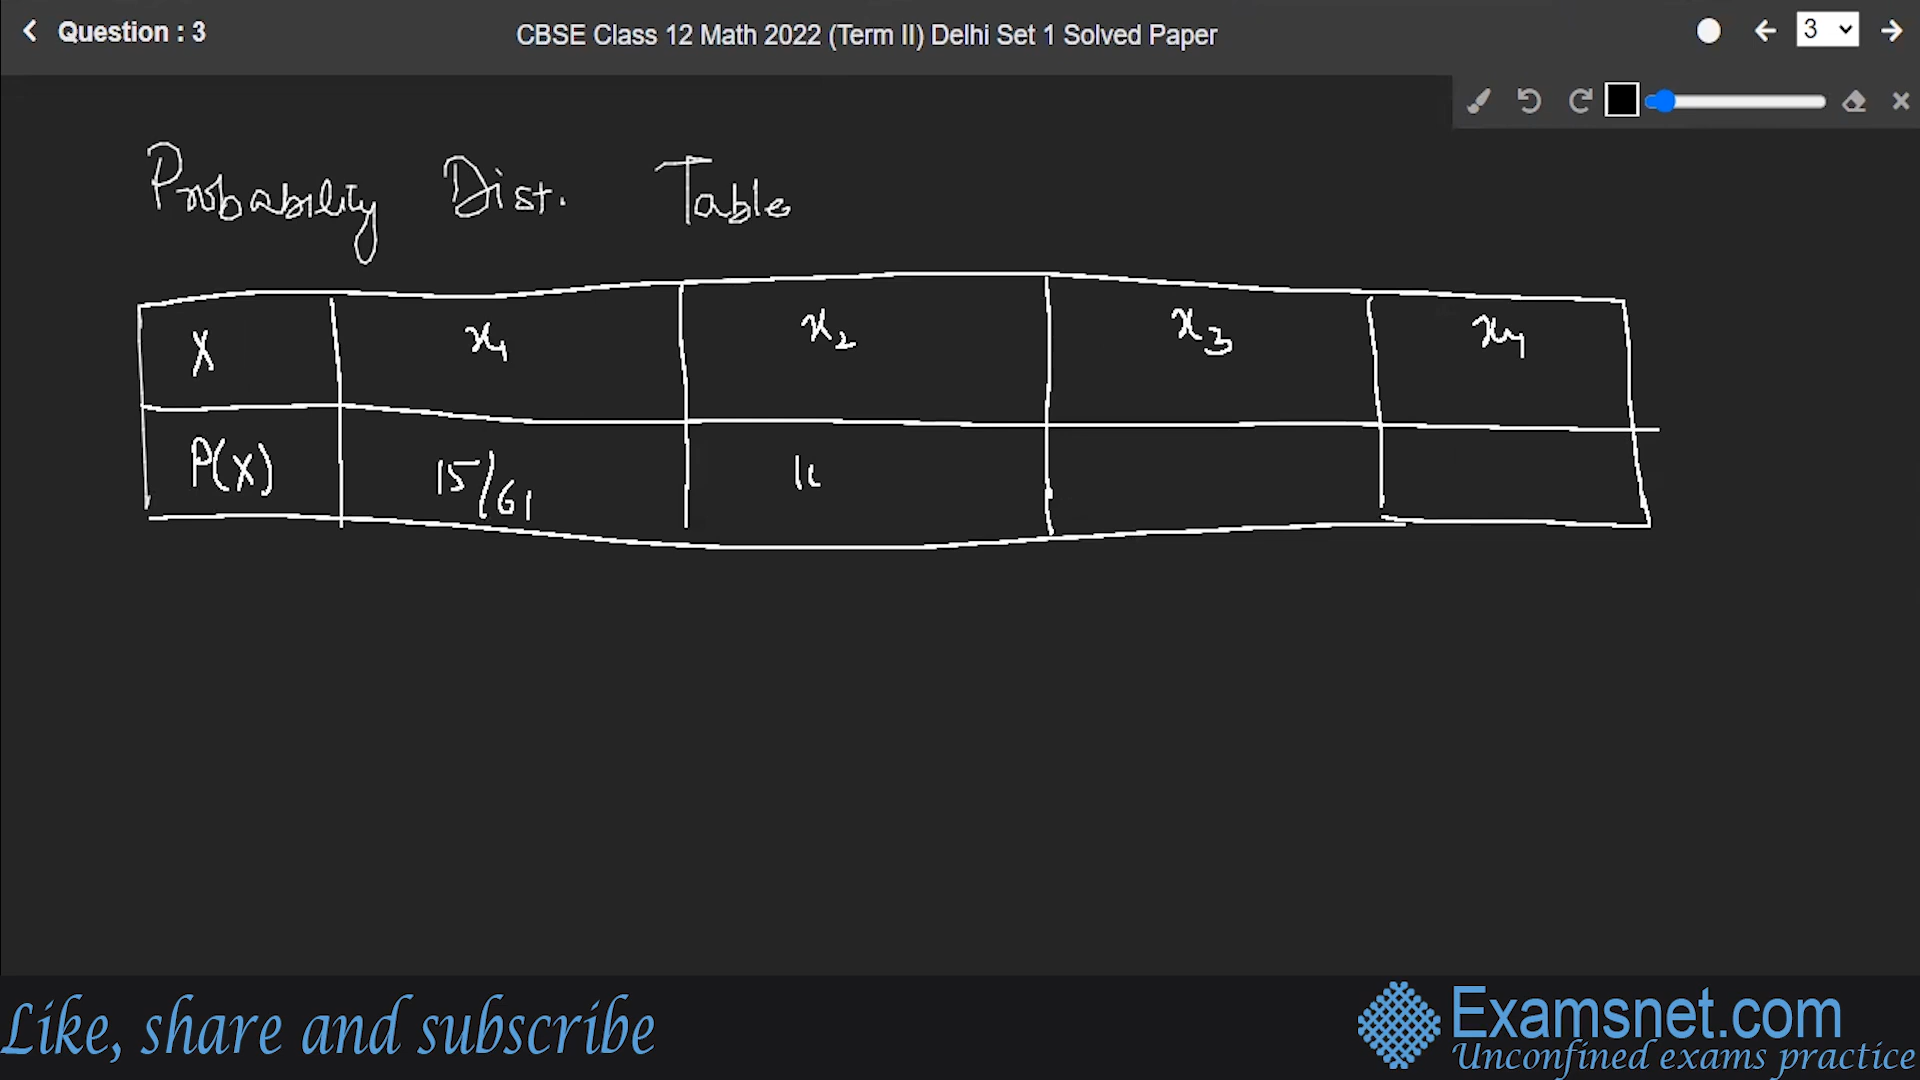 Question : 3
CBSE Class 12 Math 2022 (Term II) Delhi Set 1 Solved Paper
3
Probability Dist. Table
X x1 x2 x3 x4
P(X) 15/61
Like, share and subscribe
Examsnet.com
Unconfined exams practice